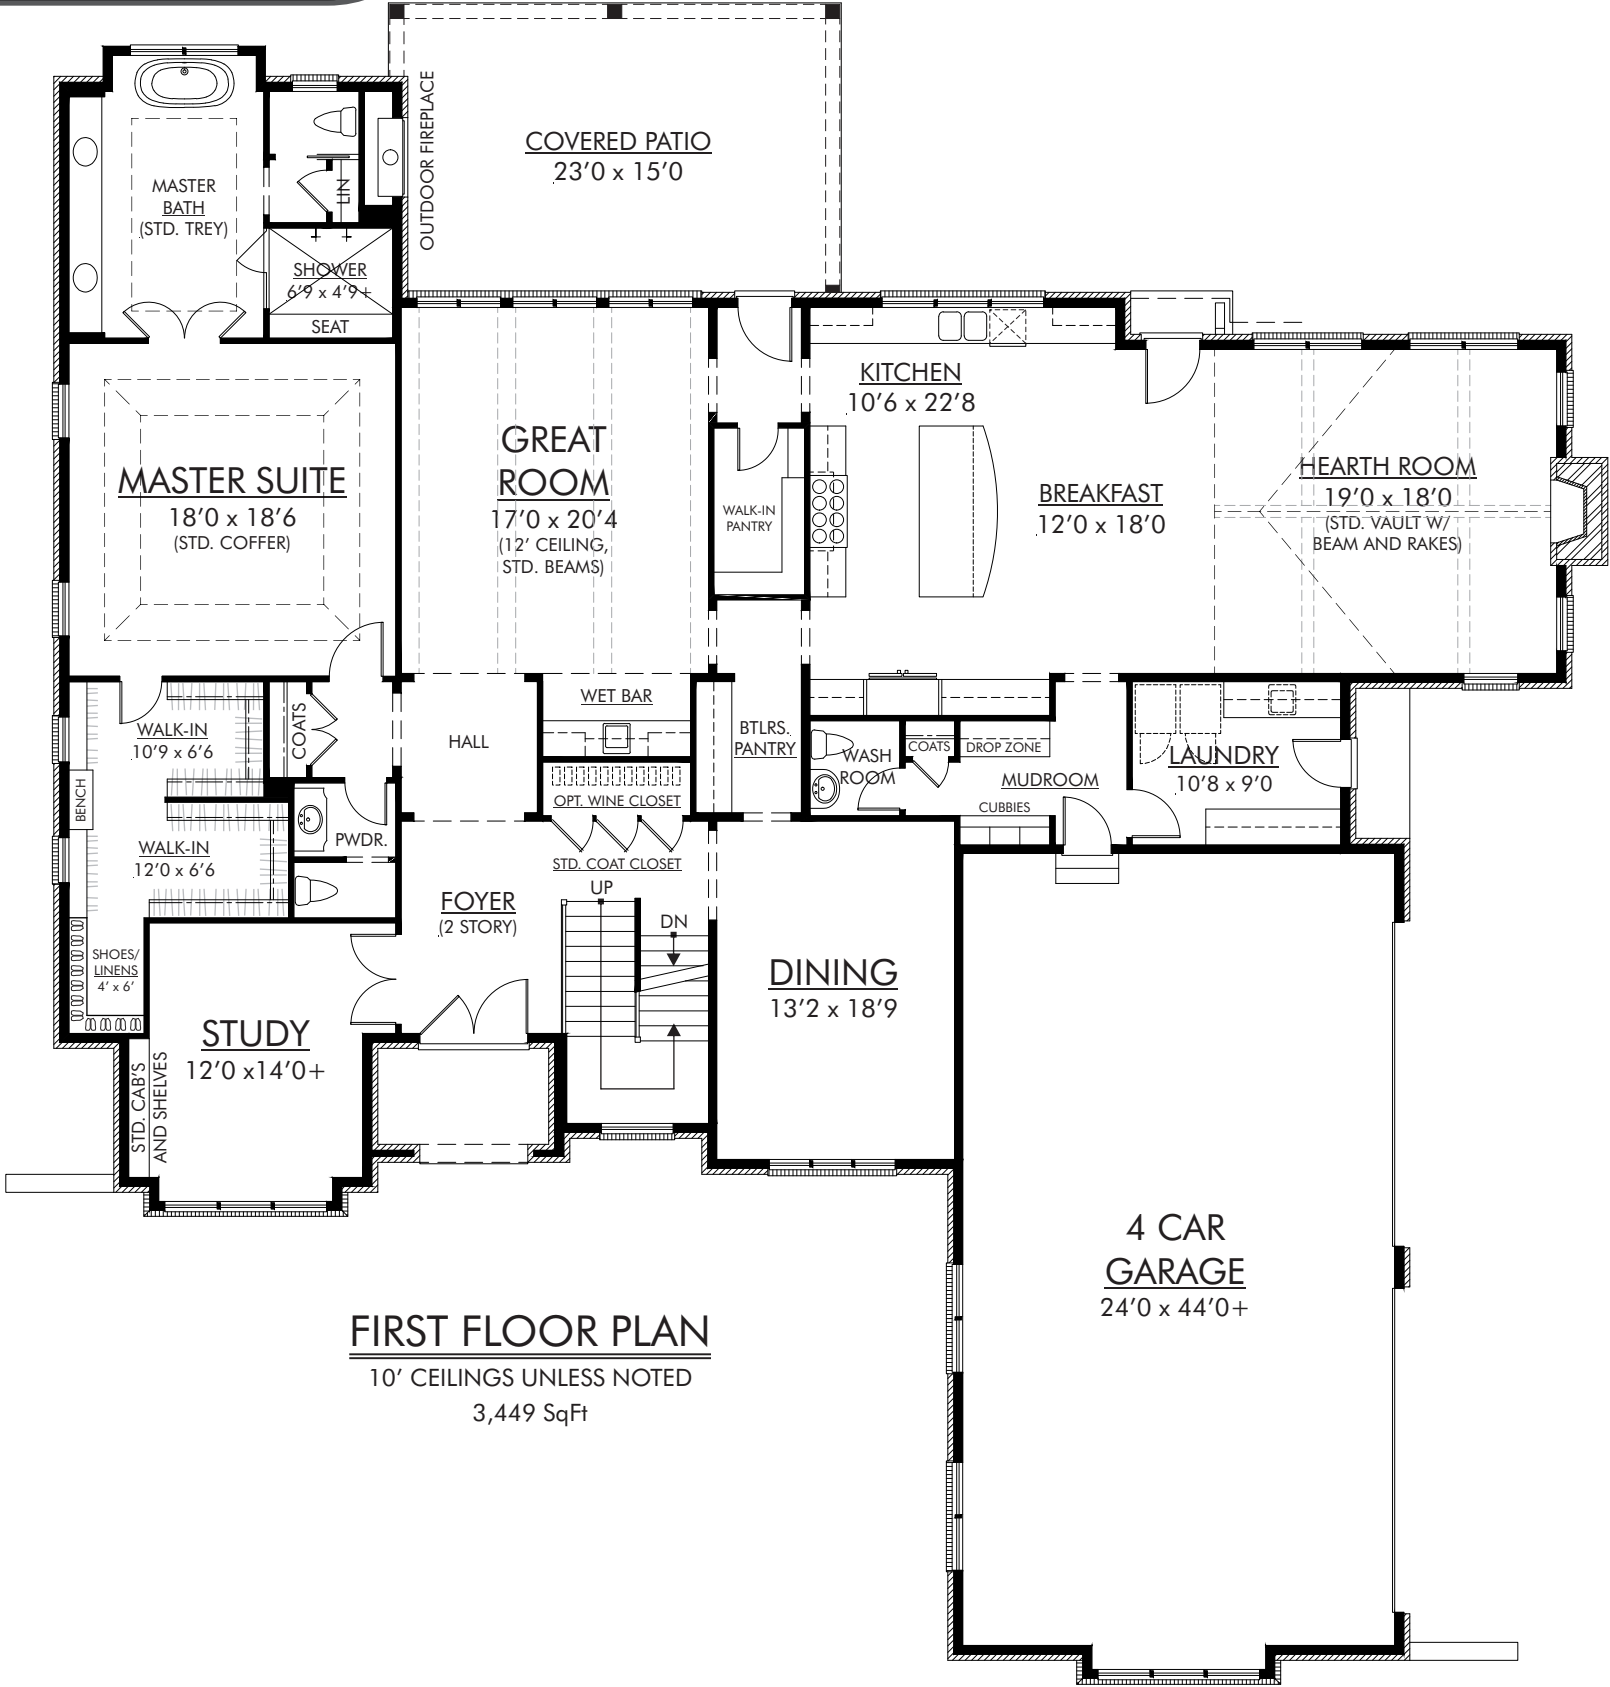 OUTDOOR FIREPLACE
COVERED PATIO
23'0 x 15'0
MASTER
BATH
(STD. TREY)
LIN
SHOWER
6'9 x 4'9+
SEAT
KITCHEN
10'6 x 22'8
GREAT
ROOM
17'0 x 20'4
(12' CEILING,
STD. BEAMS)
MASTER SUITE
18'0 x 18'6
(STD. COFFER)
WALK-IN
PANTRY
BREAKFAST
12'0 x 18'0
HEARTH ROOM
19'0 x 18'0
(STD. VAULT W/
BEAM AND RAKES)
WALK-IN
10'9 x 6'6
COATS
HALL
WET BAR
BTLRS.
PANTRY
WASH
ROOM
COATS
DROP ZONE
MUDROOM
CUBBIES
LAUNDRY
10'8 x 9'0
BENCH
OPT. WINE CLOSET
PWDR.
WALK-IN
12'0 x 6'6
STD. COAT CLOSET
UP
DN
FOYER
(2 STORY)
SHOES/
LINENS
4' x 6'
DINING
13'2 x 18'9
STUDY
12'0 x14'0+
STD. CAB'S
AND SHELVES
4 CAR
GARAGE
24'0 x 44'0+
FIRST FLOOR PLAN
10' CEILINGS UNLESS NOTED
3,449 SqFt